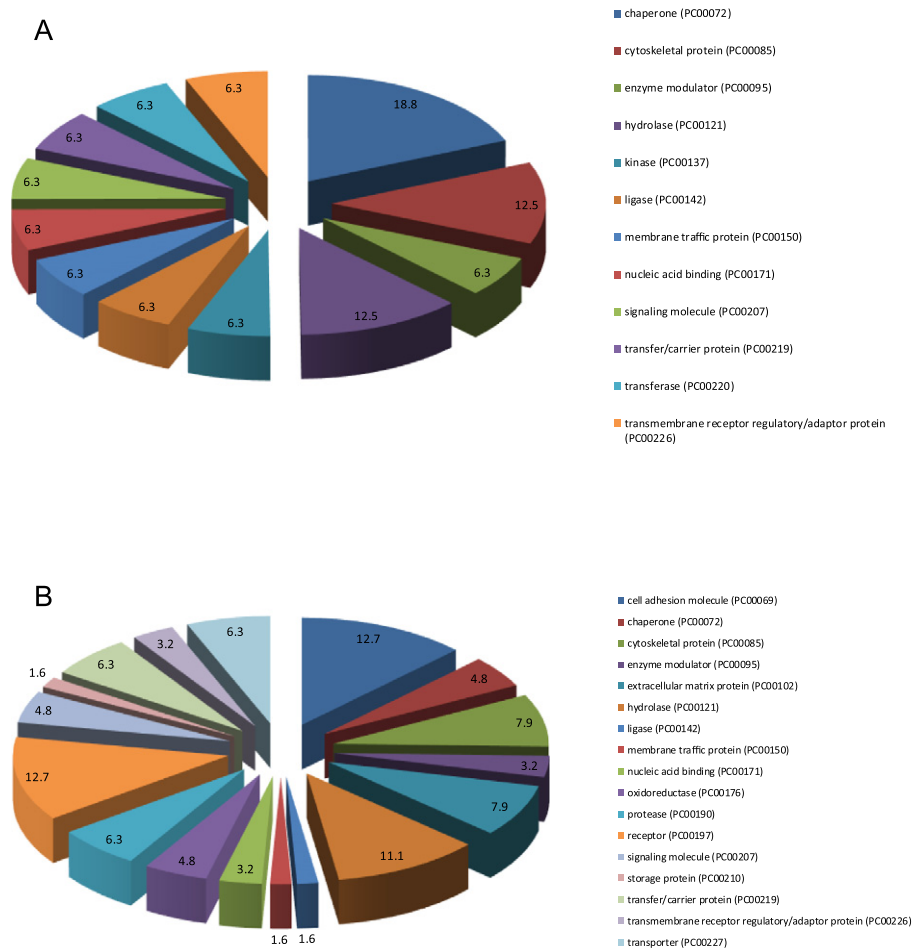 A
chaperone (PC00072)
cytoskeletal protein (PC00085)
enzyme modulator (PC00095)
hydrolase (PC00121)
kinase (PC00137)
ligase (PC00142)
membrane traffic protein (PC00150)
nucleic acid binding (PC00171)
signaling molecule (PC00207)
transfer/carrier protein (PC00219)
transferase (PC00220)
transmembrane receptor regulatory/adaptor protein
(PC00226)
18.8
12.5
6.3
12.5
6.3
6.3
6.3
6.3
6.3
6.3
6.3
6.3
B
cell adhesion molecule (PC00069)
chaperone (PC00072)
cytoskeletal protein (PC00085)
enzyme modulator (PC00095)
extracellular matrix protein (PC00102)
hydrolase (PC00121)
ligase (PC00142)
membrane traffic protein (PC00150)
nucleic acid binding (PC00171)
oxidoreductase (PC00176)
protease (PC00190)
receptor (PC00197)
signaling molecule (PC00207)
storage protein (PC00210)
transfer/carrier protein (PC00219)
transmembrane receptor regulatory/adaptor protein (PC00226)
transporter (PC00227)
12.7
4.8
7.9
3.2
7.9
11.1
1.6
1.6
3.2
4.8
6.3
12.7
4.8
1.6
6.3
3.2
6.3